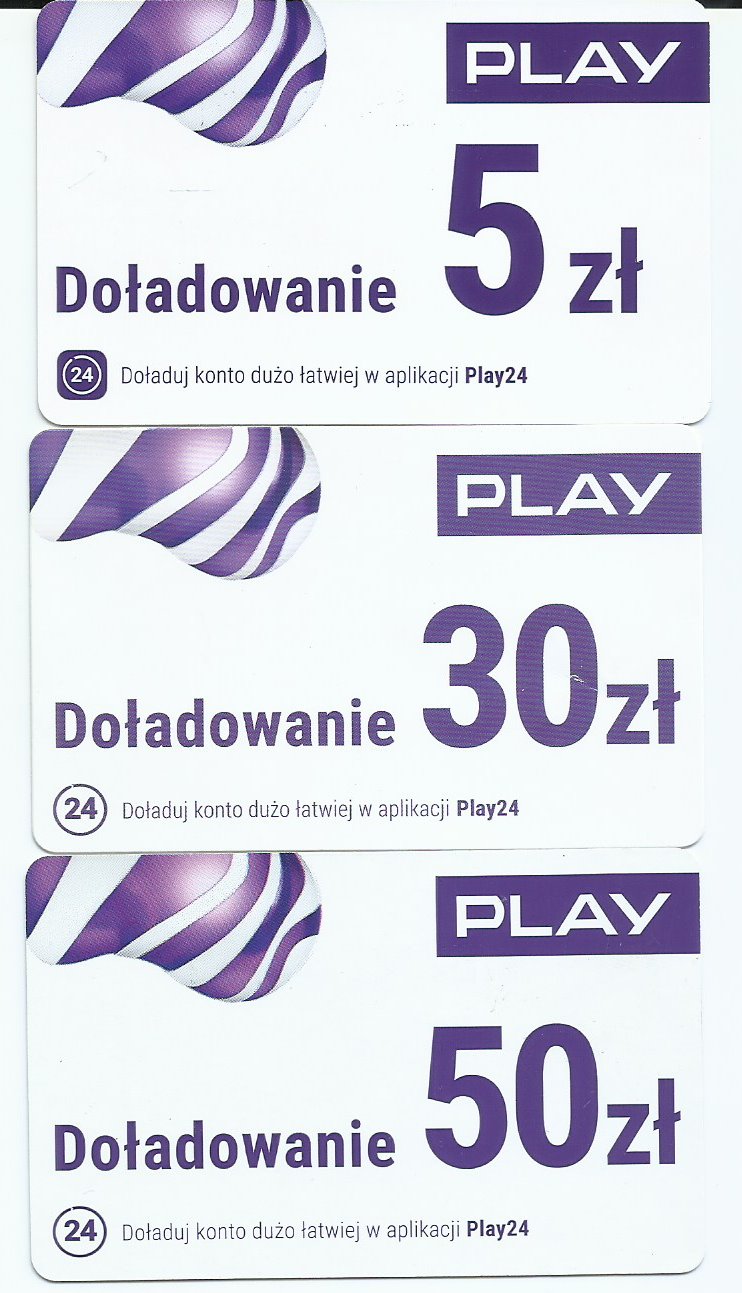 PLAY
5 zł
Doładowanie
24 Doładuj konto dużo łatwiej w aplikacji Play24
PLAY
30zł
Doładowanie
24 Doładuj konto dużo łatwiej w aplikacji Play24
PLAY
50zł
Doładowanie
24 Doładuj konto dużo łatwiej w aplikacji Play24